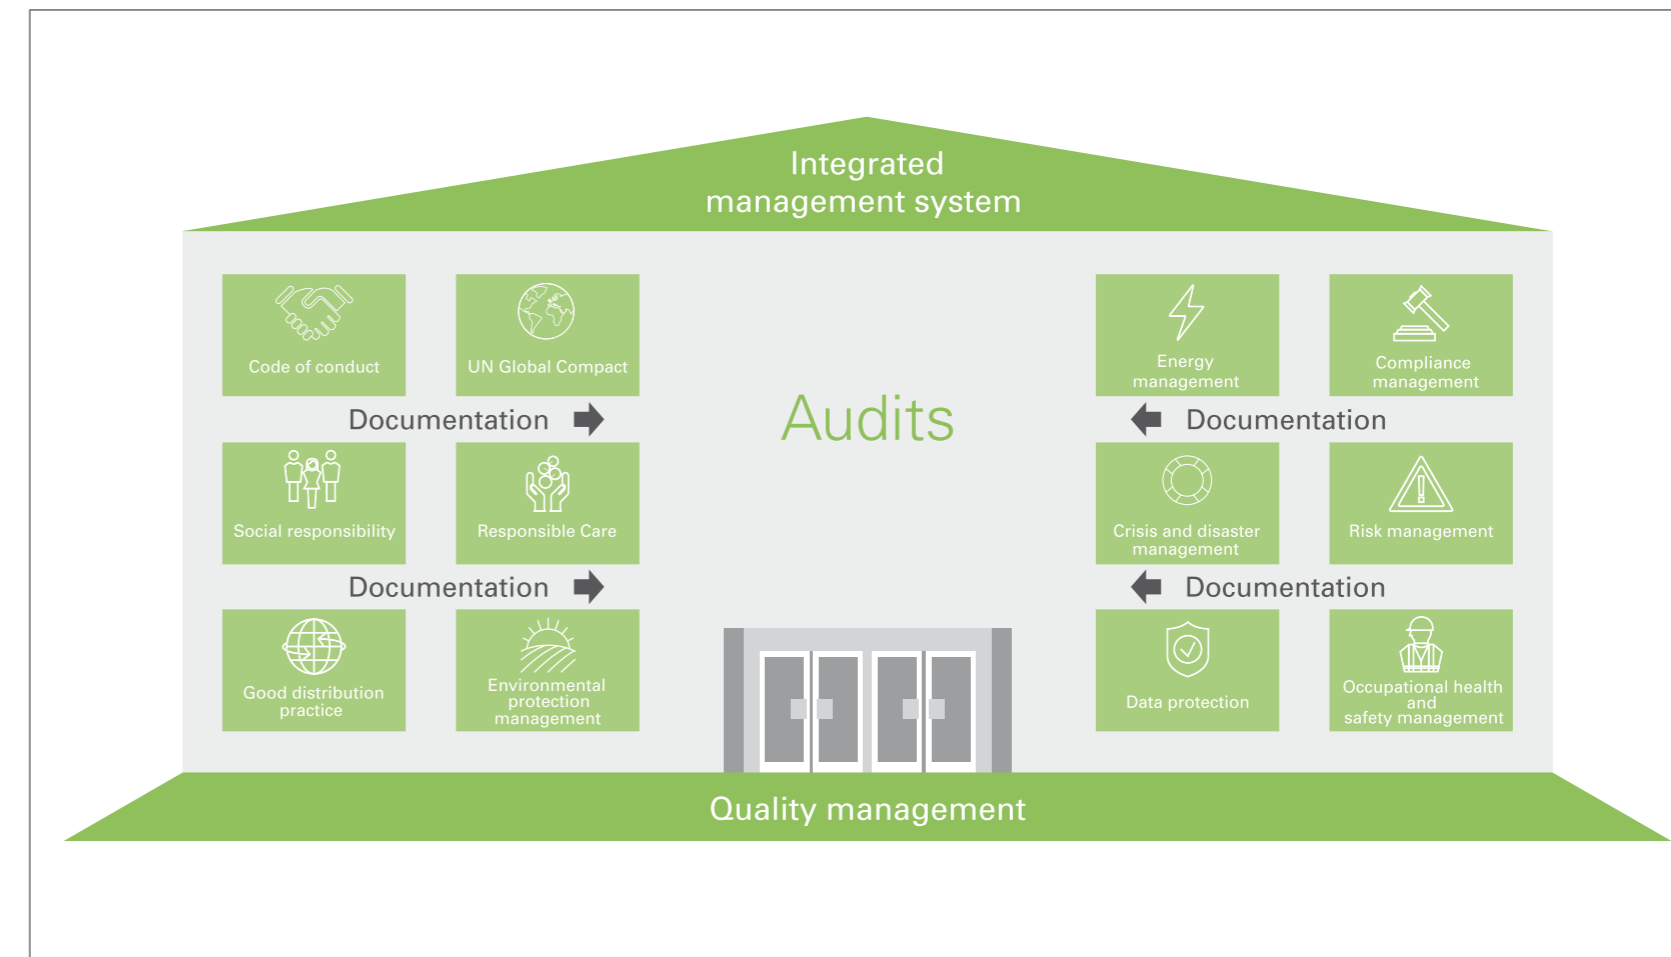 Integrated
management system
Code of conduct
UN Global Compact
Documentation
Social responsibility
Responsible Care
Documentation
Good distribution
practice
Environmental
protection
management
Audits
Energy
management
Compliance
management
Documentation
Crisis and disaster
management
Risk management
Documentation
Data protection
Occupational health
and
safety management
Quality management